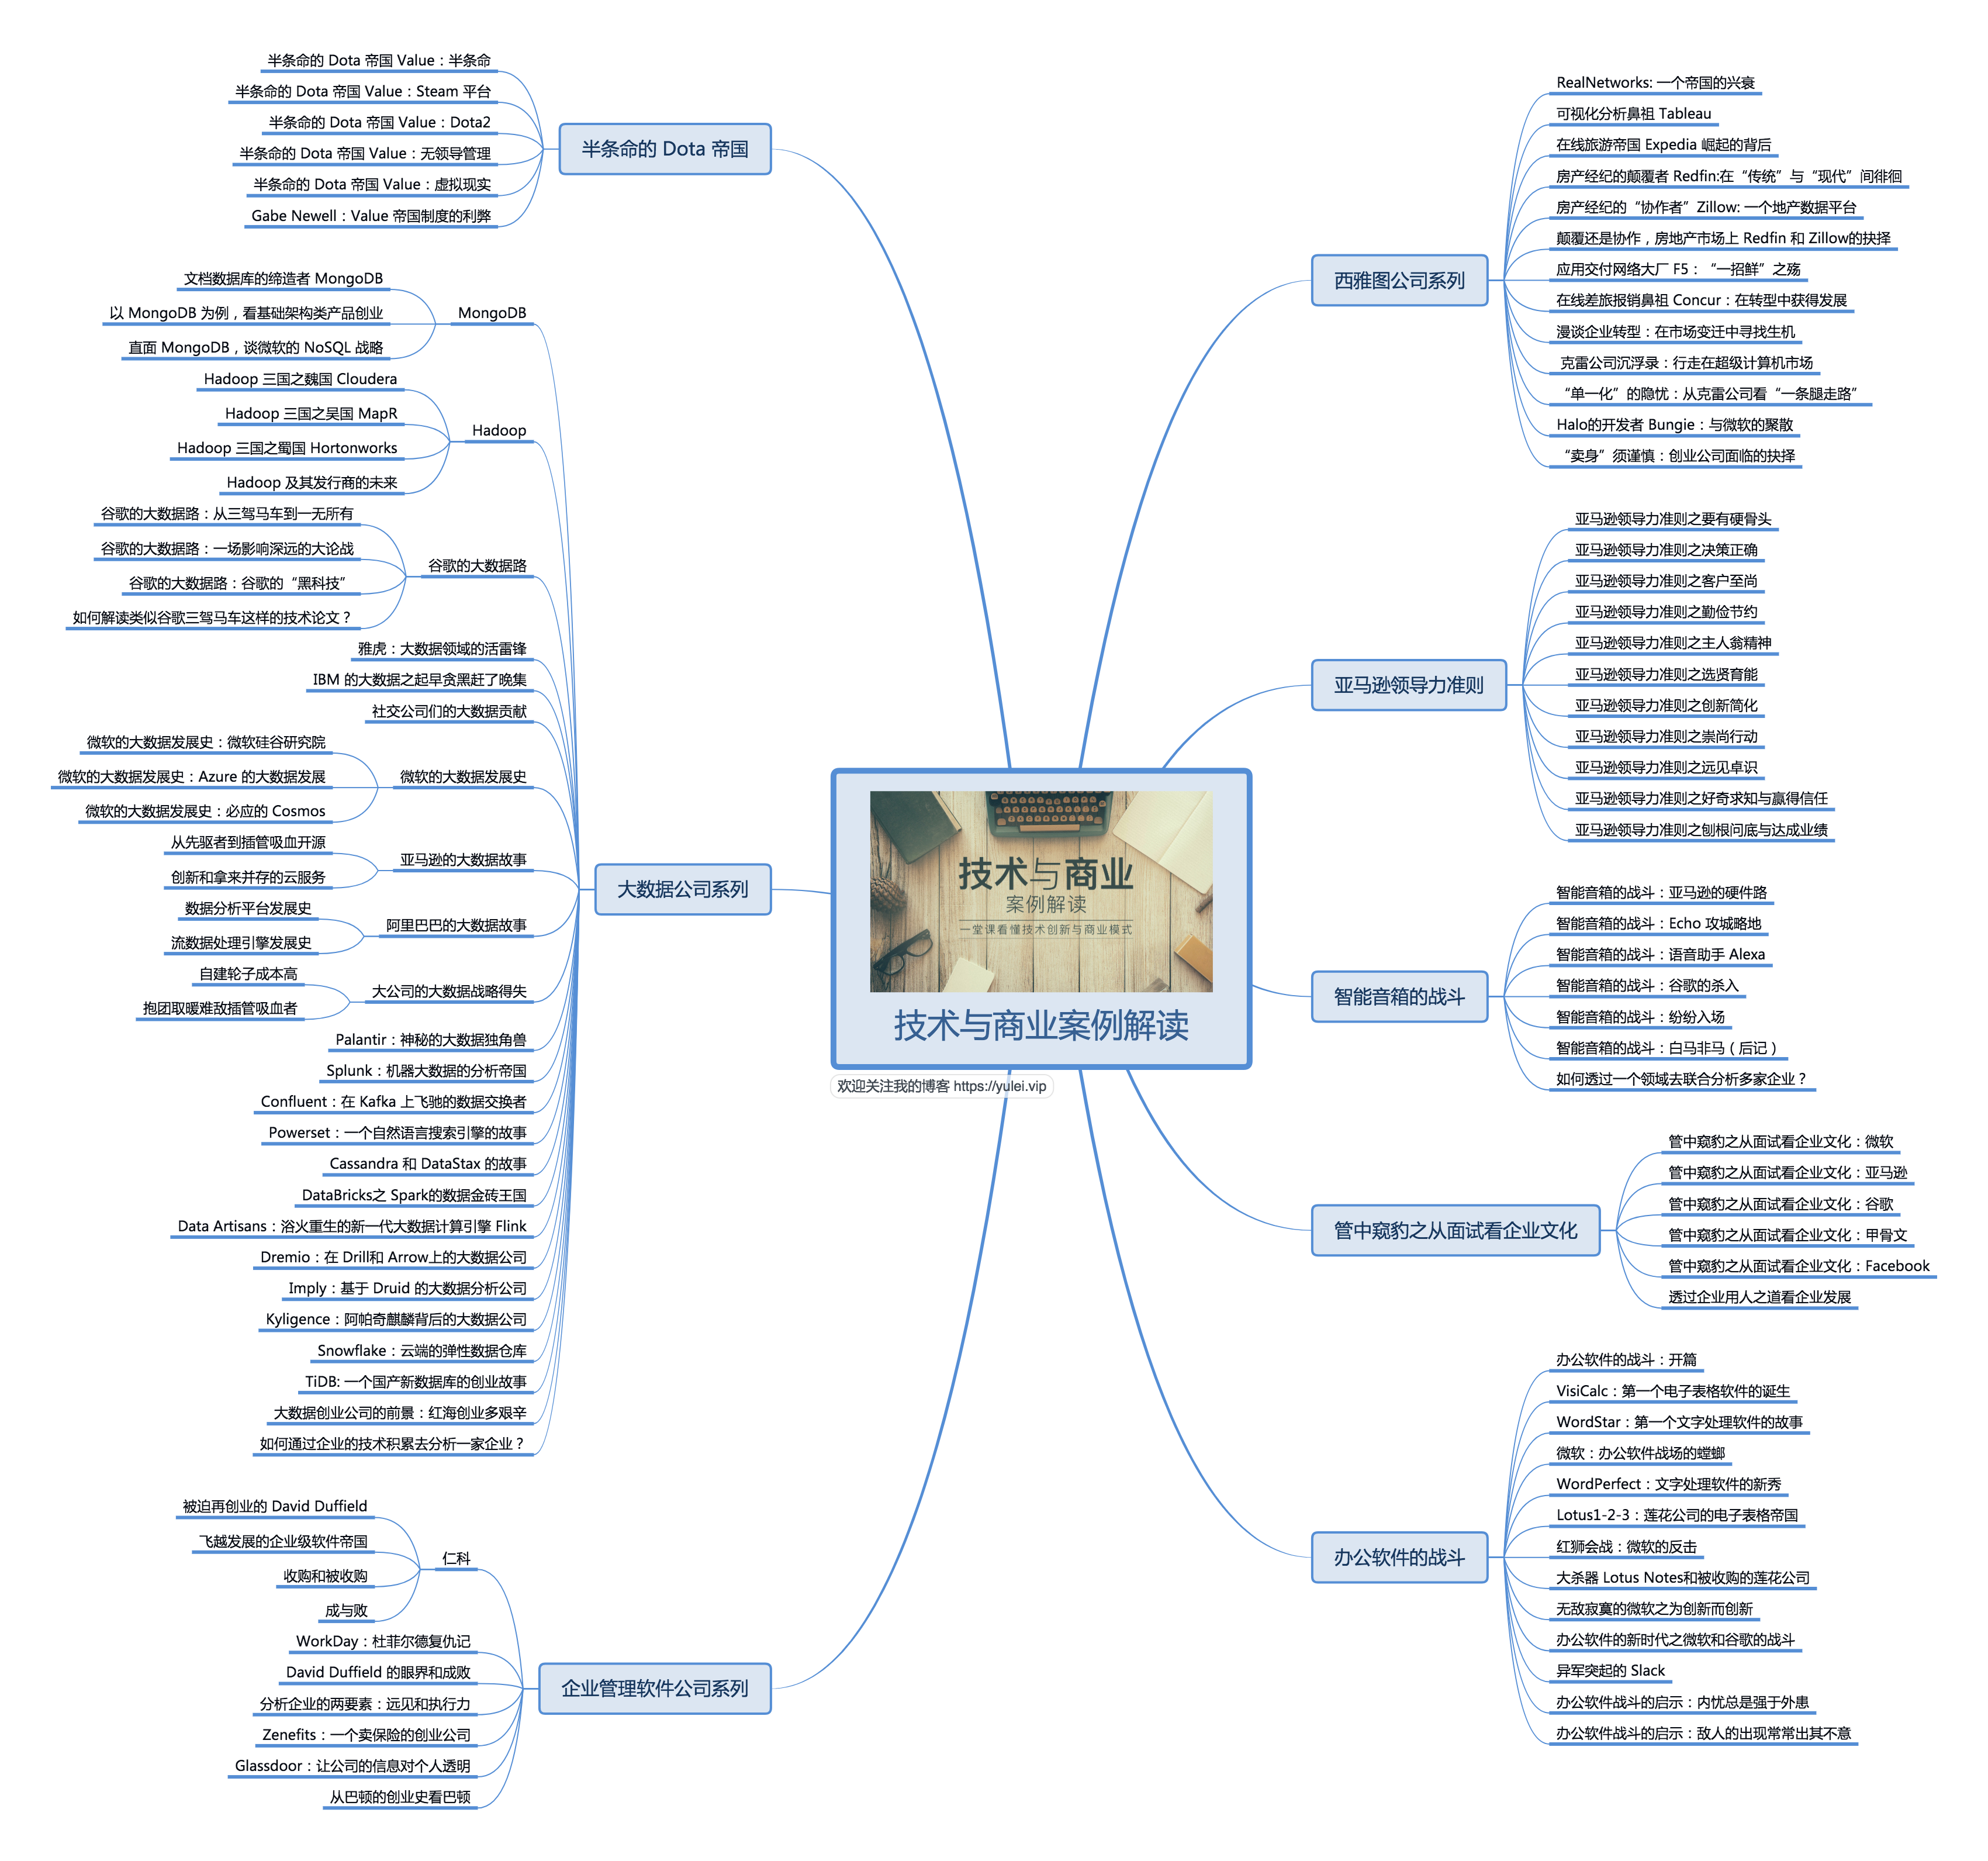 技术与商业
案例解读
一堂课看懂技术创新与商业模式
技术与商业案例解读
欢迎关注我的博客 https://yulei.vip
西雅图公司系列
RealNetworks: 一个帝国的兴衰
可视化分析鼻祖 Tableau
在线旅游帝国 Expedia 崛起的背后
房产经纪的颠覆者 Redfin:在“传统”与“现代”间徘徊
房产经纪的“协作者”Zillow: 一个地产数据平台
颠覆还是协作，房地产市场上 Redfin 和 Zillow的抉择
应用交付网络大厂 F5：“一招鲜”之殇
在线差旅报销鼻祖 Concur：在转型中获得发展
漫谈企业转型：在市场变迁中寻找生机
克雷公司沉浮录：行走在超级计算机市场
“单一化”的隐忧：从克雷公司看“一条腿走路”
Halo的开发者 Bungie：与微软的聚散
“卖身”须谨慎：创业公司面临的抉择
亚马逊领导力准则
亚马逊领导力准则之要有硬骨头
亚马逊领导力准则之决策正确
亚马逊领导力准则之客户至尚
亚马逊领导力准则之勤俭节约
亚马逊领导力准则之主人翁精神
亚马逊领导力准则之选贤育能
亚马逊领导力准则之创新简化
亚马逊领导力准则之崇尚行动
亚马逊领导力准则之远见卓识
亚马逊领导力准则之好奇求知与赢得信任
亚马逊领导力准则之刨根问底与达成业绩
智能音箱的战斗
智能音箱的战斗：亚马逊的硬件路
智能音箱的战斗：Echo 攻城略地
智能音箱的战斗：语音助手 Alexa
智能音箱的战斗：谷歌的杀入
智能音箱的战斗：纷纷入场
智能音箱的战斗：白马非马（后记）
如何透过一个领域去联合分析多家企业？
管中窥豹之从面试看企业文化
管中窥豹之从面试看企业文化：微软
管中窥豹之从面试看企业文化：亚马逊
管中窥豹之从面试看企业文化：谷歌
管中窥豹之从面试看企业文化：甲骨文
管中窥豹之从面试看企业文化：Facebook
透过企业用人之道看企业发展
办公软件的战斗
办公软件的战斗：开篇
VisiCalc：第一个电子表格软件的诞生
WordStar：第一个文字处理软件的故事
微软：办公软件战场的螳螂
WordPerfect：文字处理软件的新秀
Lotus1-2-3：莲花公司的电子表格帝国
红狮会战：微软的反击
大杀器 Lotus Notes和被收购的莲花公司
无敌寂寞的微软之为创新而创新
办公软件的新时代之微软和谷歌的战斗
异军突起的 Slack
办公软件战斗的启示：内忧总是强于外患
办公软件战斗的启示：敌人的出现常常出其不意
半条命的 Dota 帝国
半条命的 Dota 帝国 Value：半条命
半条命的 Dota 帝国 Value：Steam 平台
半条命的 Dota 帝国 Value：Dota2
半条命的 Dota 帝国 Value：无领导管理
半条命的 Dota 帝国 Value：虚拟现实
Gabe Newell：Value 帝国制度的利弊
大数据公司系列
MongoDB
文档数据库的缔造者 MongoDB
以 MongoDB 为例，看基础架构类产品创业
直面 MongoDB，谈微软的 NoSQL 战略
Hadoop
Hadoop 三国之魏国 Cloudera
Hadoop 三国之吴国 MapR
Hadoop 三国之蜀国 Hortonworks
Hadoop 及其发行商的未来
谷歌的大数据路
谷歌的大数据路：从三驾马车到一无所有
谷歌的大数据路：一场影响深远的大论战
谷歌的大数据路：谷歌的“黑科技”
如何解读类似谷歌三驾马车这样的技术论文？
雅虎：大数据领域的活雷锋
IBM 的大数据之起早贪黑赶了晚集
社交公司们的大数据贡献
微软的大数据发展史
微软的大数据发展史：微软硅谷研究院
微软的大数据发展史：Azure 的大数据发展
微软的大数据发展史：必应的 Cosmos
亚马逊的大数据故事
从先驱者到插管吸血开源
创新和拿来并存的云服务
阿里巴巴的大数据故事
数据分析平台发展史
流数据处理引擎发展史
大公司的大数据战略得失
自建轮子成本高
抱团取暖难敌插管吸血者
Palantir：神秘的大数据独角兽
Splunk：机器大数据的分析帝国
Confluent：在 Kafka 上飞驰的数据交换者
Powerset：一个自然语言搜索引擎的故事
Cassandra 和 DataStax 的故事
DataBricks之 Spark的数据金砖王国
Data Artisans：浴火重生的新一代大数据计算引擎 Flink
Dremio：在 Drill和 Arrow上的大数据公司
Imply：基于 Druid 的大数据分析公司
Kyligence：阿帕奇麒麟背后的大数据公司
Snowflake：云端的弹性数据仓库
TiDB: 一个国产新数据库的创业故事
大数据创业公司的前景：红海创业多艰辛
如何通过企业的技术积累去分析一家企业？
企业管理软件公司系列
仁科
被迫再创业的 David Duffield
飞越发展的企业级软件帝国
收购和被收购
成与败
WorkDay：杜菲尔德复仇记
David Duffield 的眼界和成败
分析企业的两要素：远见和执行力
Zenefits：一个卖保险的创业公司
Glassdoor：让公司的信息对个人透明
从巴顿的创业史看巴顿